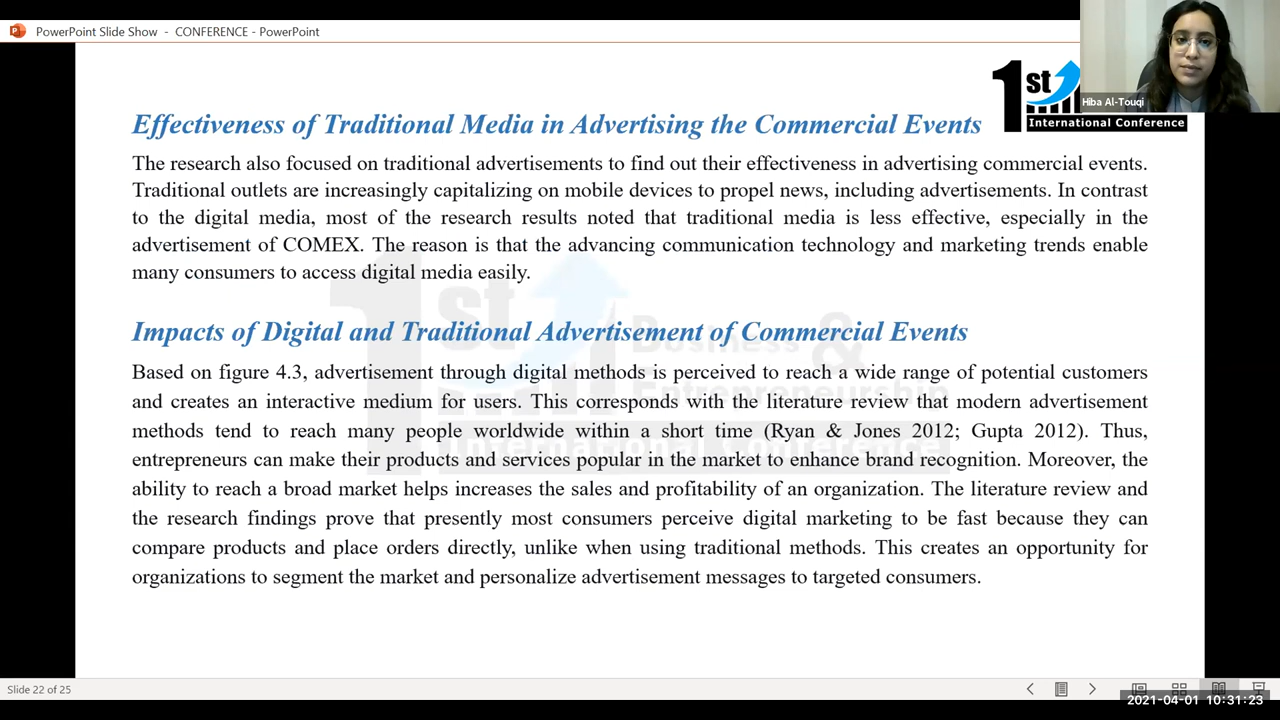 PowerPoint Slide Show - CONFERENCE - PowerPoint
1st
Hiba Al-Touqi
International Conference
Effectiveness of Traditional Media in Advertising the Commercial Events
The research also focused on traditional advertisements to find out their effectiveness in advertising commercial events.
Traditional outlets are increasingly capitalizing on mobile devices to propel news, including advertisements. In contrast
to the digital media, most of the research results noted that traditional media is less effective, especially in the
advertisement of COMEX. The reason is that the advancing communication technology and marketing trends enable
many consumers to access digital media easily.
1st
Business &
Entrepreneurship
International Conference
Impacts of Digital and Traditional Advertisement of Commercial Events
Based on figure 4.3, advertisement through digital methods is perceived to reach a wide range of potential customers
and creates an interactive medium for users. This corresponds with the literature review that modern advertisement
methods tend to reach many people worldwide within a short time (Ryan & Jones 2012; Gupta 2012). Thus,
entrepreneurs can make their products and services popular in the market to enhance brand recognition. Moreover, the
ability to reach a broad market helps increases the sales and profitability of an organization. The literature review and
the research findings prove that presently most consumers perceive digital marketing to be fast because they can
compare products and place orders directly, unlike when using traditional methods. This creates an opportunity for
organizations to segment the market and personalize advertisement messages to targeted consumers.
Slide 22 of 25
2021-04-01 10:31:23